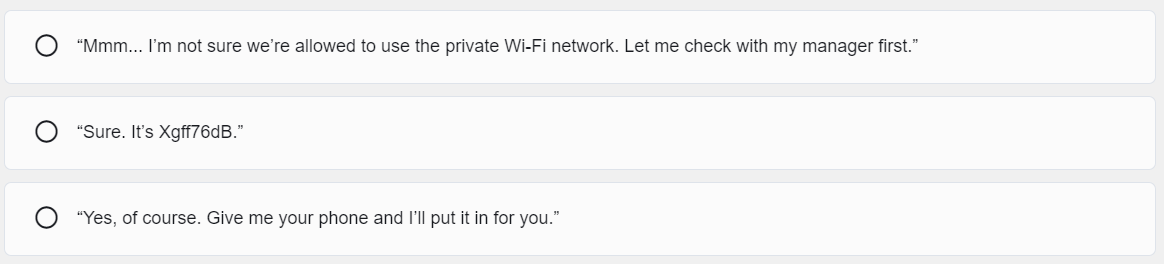 “Mmm... I’m not sure we’re allowed to use the private Wi-Fi network. Let me check with my manager first.”
“Sure. It’s Xgff76dB.”
“Yes, of course. Give me your phone and I’ll put it in for you.”